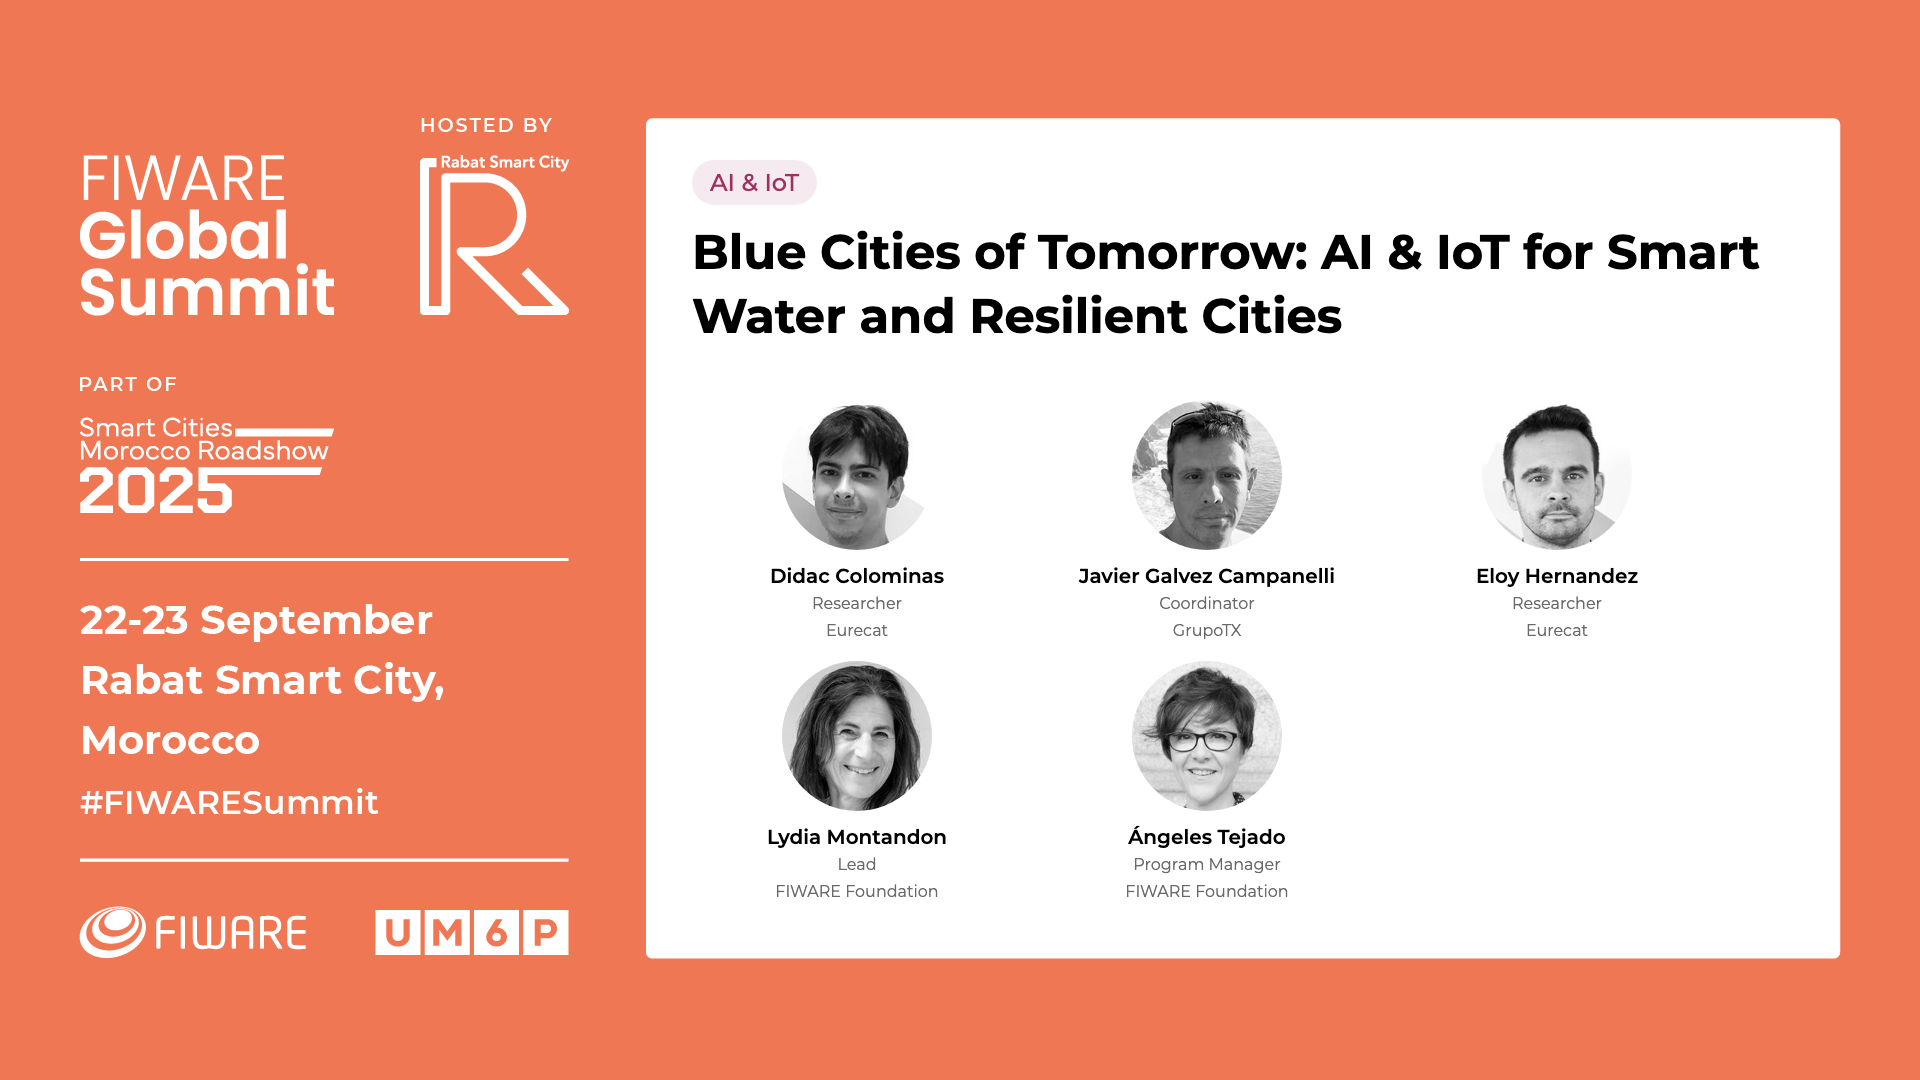 FIWARE
Global
Summit
HOSTED BY
Rabat Smart City
R
PART OF
Smart Cities
Morocco Roadshow
2025
22-23 September
Rabat Smart City,
Morocco
#FIWARESummit
FIWARE
UM6P
AI & IoT
Blue Cities of Tomorrow: AI & IoT for Smart
Water and Resilient Cities
Didac Colominas
Researcher
Eurecat
Javier Galvez Campanelli
Coordinator
GrupoTX
Eloy Hernandez
Researcher
Eurecat
Lydia Montandon
Lead
FIWARE Foundation
Ángeles Tejado
Program Manager
FIWARE Foundation